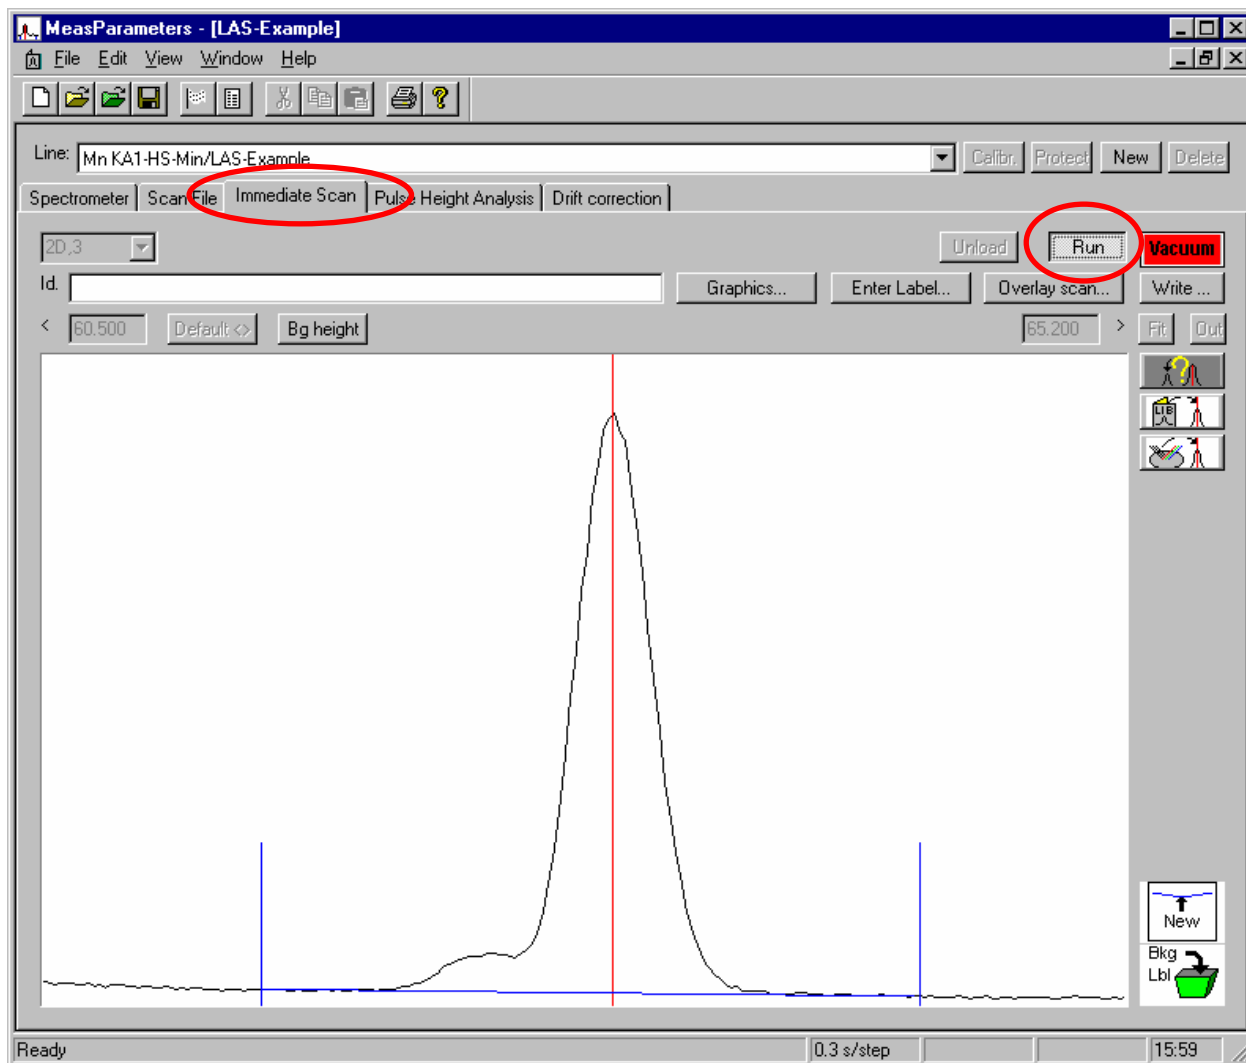 MeasParameters - [LAS-Example]
File Edit View Window Help
Line: Mn KA1-HS-Min/LAS-Example Calibr. Protect New Delete
Spectrometer Scan File Immediate Scan Pulse Height Analysis Drift correction
2D,3 Unload Run Vacuum
Id. Graphics... Enter Label... Overlay scan... Write ...
< 60.500 Default <> Bg height 65.200 > Fit Out
LIB
New
Bkg
Lbl
Ready 0.3 s/step 15:59